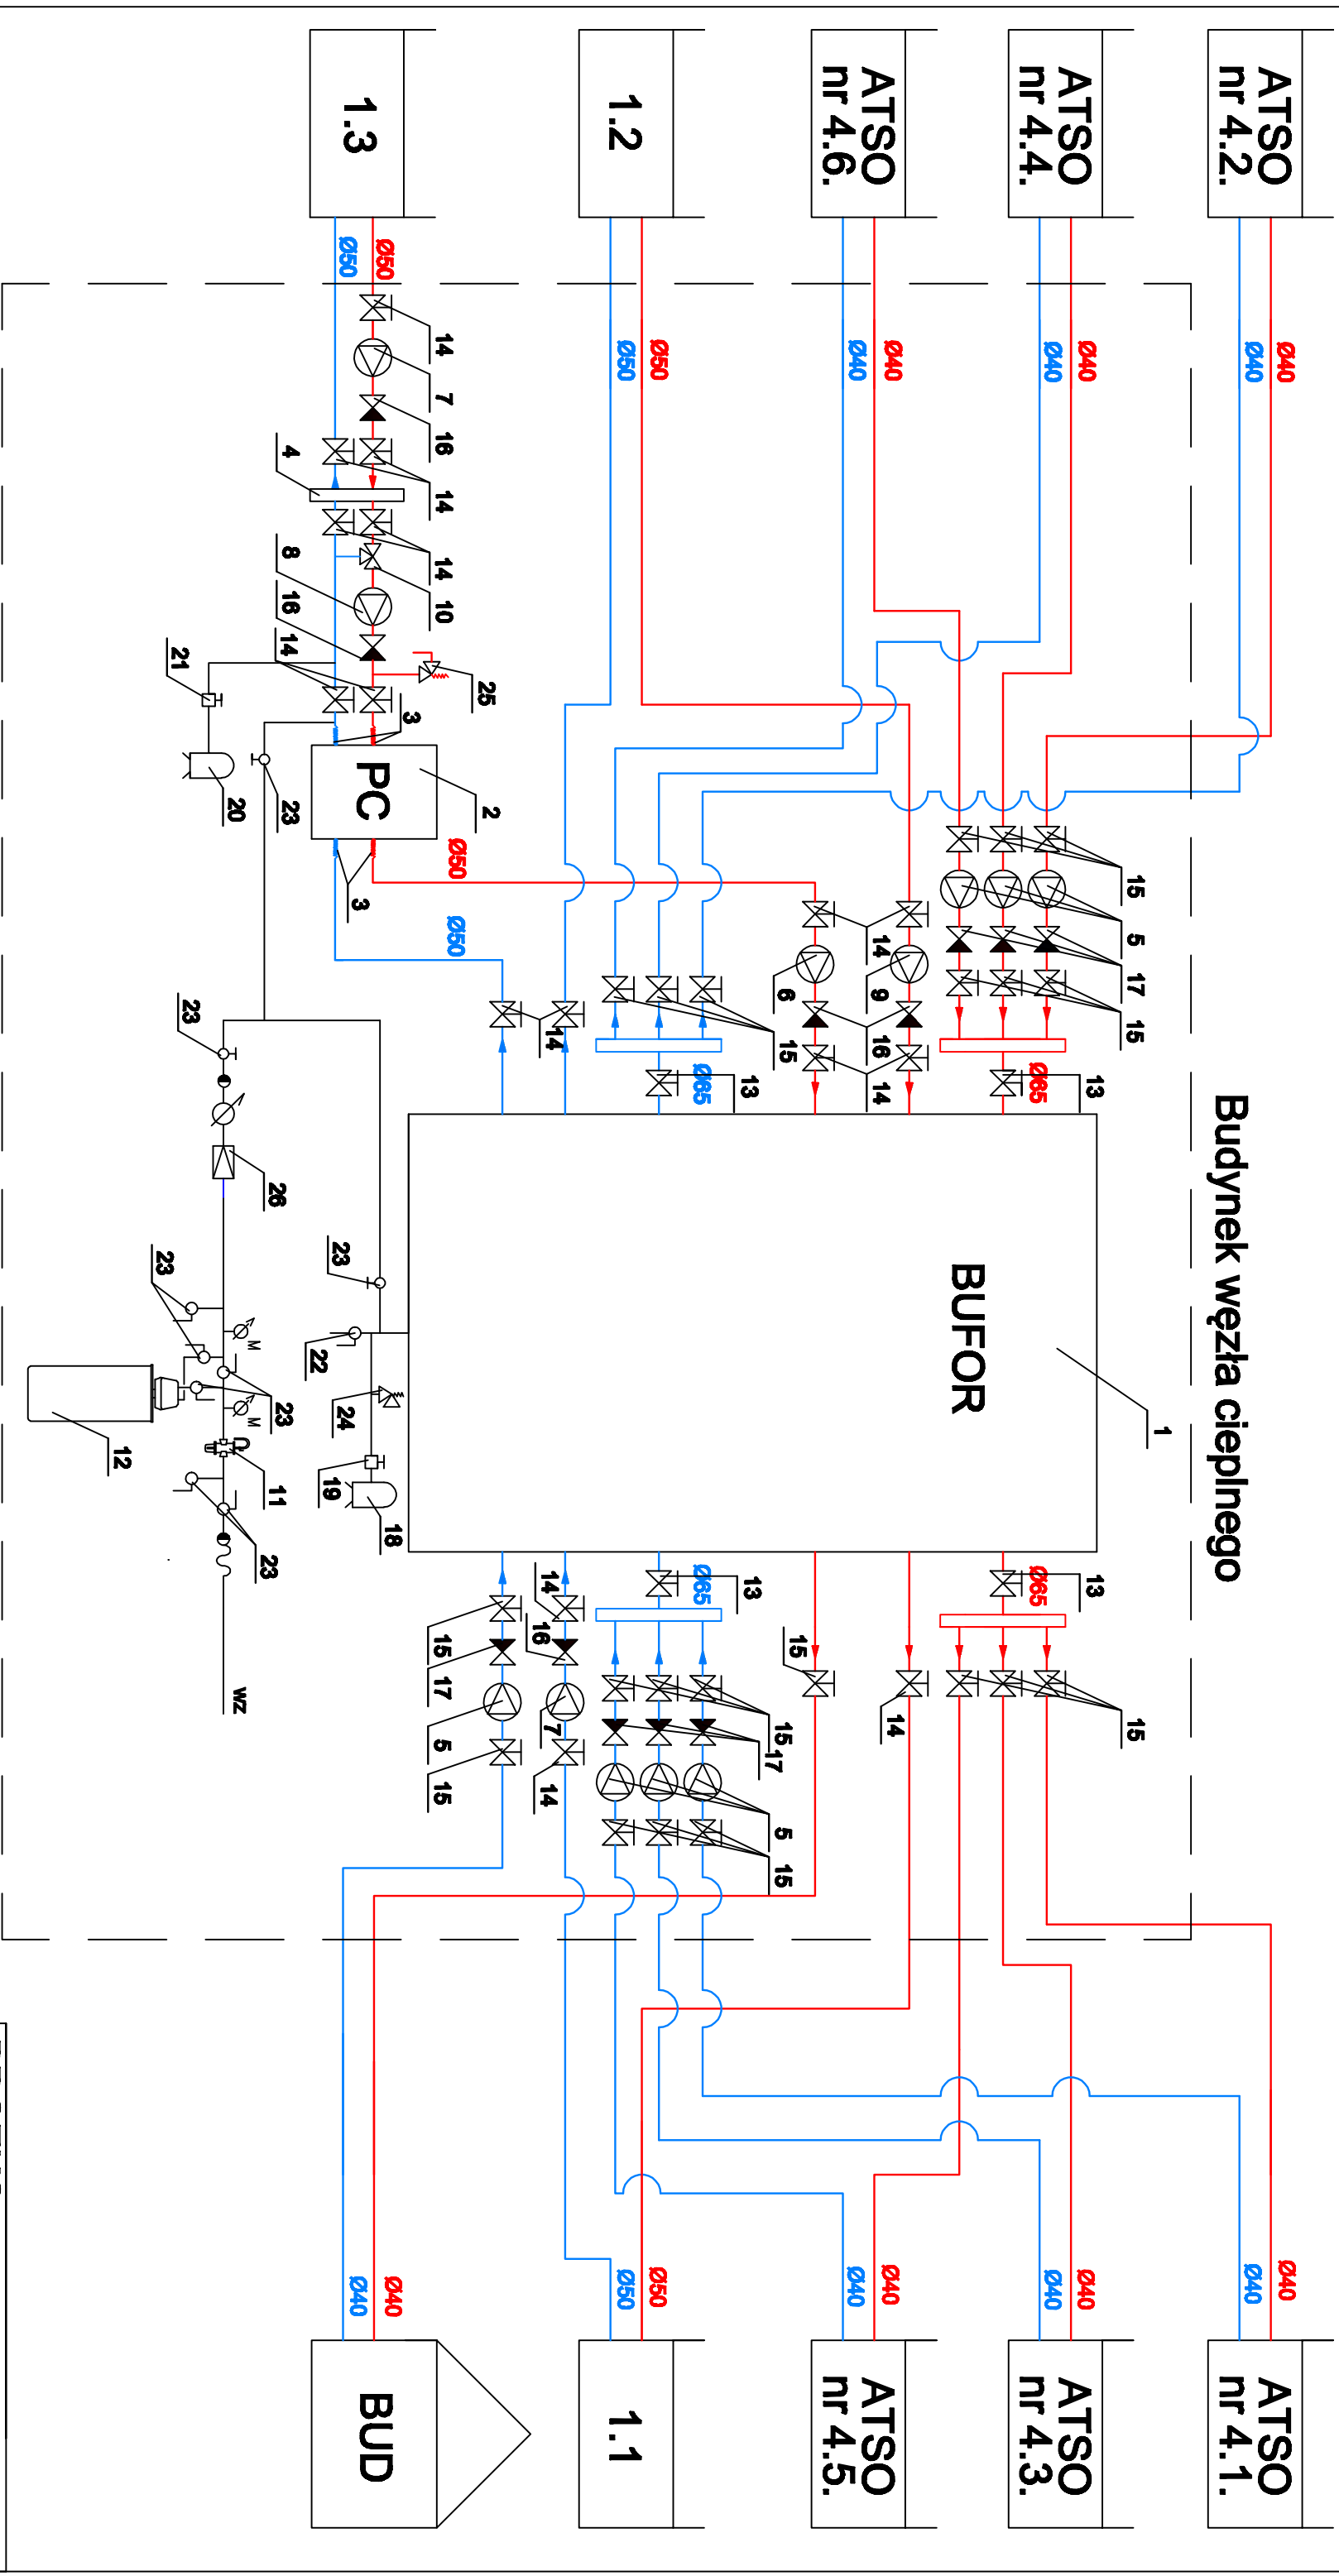 ATSO
nr 4.2.
Ø40
Ø40
Budynek węzła cieplnego
Ø40
Ø40
ATSO
nr 4.1.
1
15
5
17
15
15
13
13
ATSO
nr 4.4.
Ø40
Ø40
Ø65
Ø65
Ø40
Ø40
ATSO
nr 4.3.
BUFOR
ATSO
nr 4.6.
Ø40
Ø40
14
9
16
14
6
14
15
Ø40
Ø40
ATSO
nr 4.5.
15
13
Ø65
13
Ø65
15
17
5
15
1.2
Ø50
Ø50
14
14
16
7
14
Ø50
Ø50
1.1
25
2
Ø50
Ø50
15
17
5
15
1.3
Ø50
Ø50
14
7
16
14
14
10
3
3
PC
4
8
16
14
Ø40
Ø40
BUD
21
20
23
23
26
23
22
24
19
18
23
M
23
M
11
23
12
wz